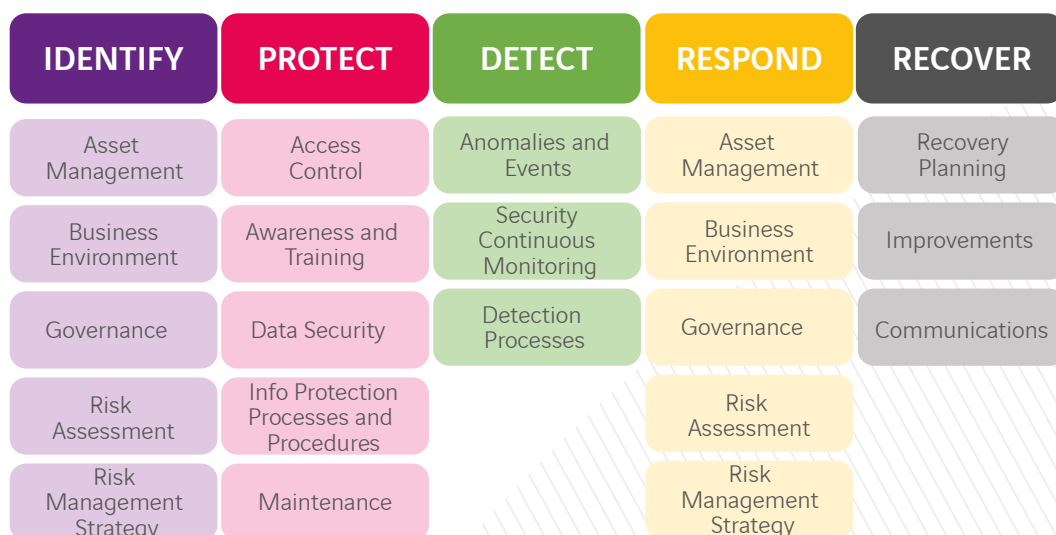 IDENTIFY
PROTECT
DETECT
RESPOND
RECOVER
Asset
Management
Access
Control
Anomalies and
Events
Asset
Management
Recovery
Planning
Business
Environment
Awareness and
Training
Security
Continuous
Monitoring
Business
Environment
Improvements
Governance
Data Security
Detection
Processes
Governance
Communications
Risk
Assessment
Info Protection
Processes and
Procedures
Risk
Assessment
Risk
Management
Strategy
Maintenance
Risk
Management
Strategy